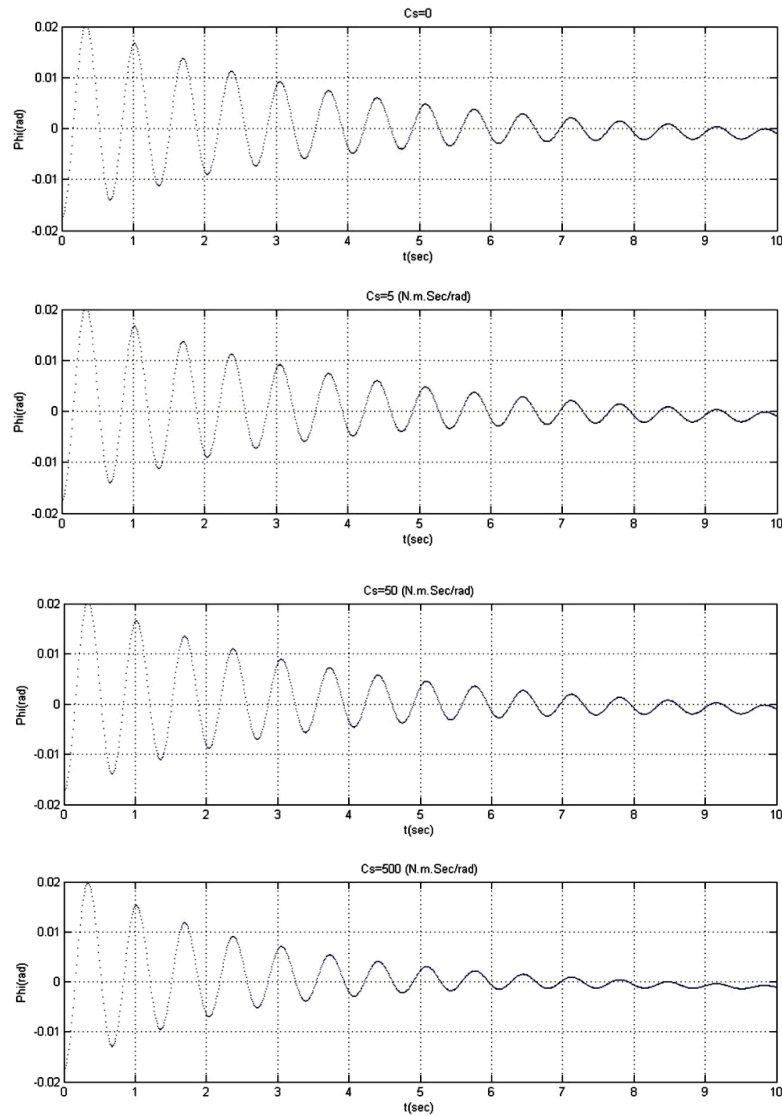 Cs=0
0.02
0.01
0
-0.01
-0.02
Phi(rad)
0 1 2 3 4 5 6 7 8 9 10
t(sec)
Cs=5 (N.m.Sec/rad)
0.02
0.01
0
-0.01
-0.02
Phi(rad)
0 1 2 3 4 5 6 7 8 9 10
t(sec)
Cs=50 (N.m.Sec/rad)
0.02
0.01
0
-0.01
-0.02
Phi(rad)
0 1 2 3 4 5 6 7 8 9 10
t(sec)
Cs=500 (N.m.Sec/rad)
0.02
0.01
0
-0.01
-0.02
Phi(rad)
0 1 2 3 4 5 6 7 8 9 10
t(sec)